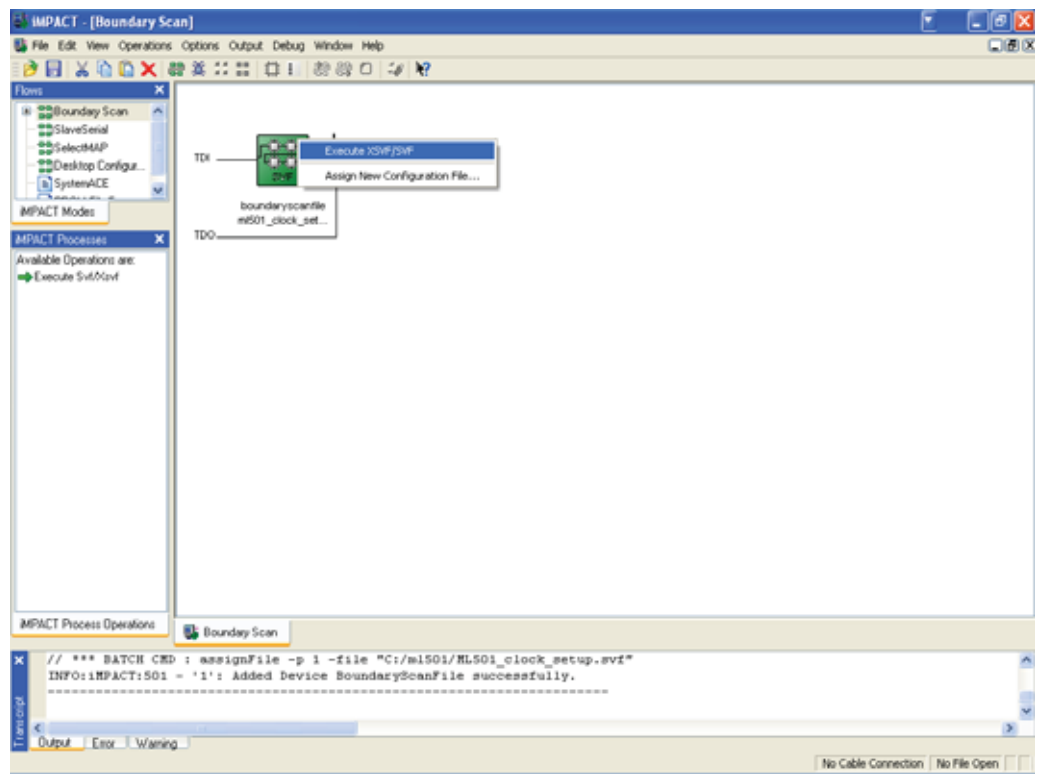 iMPACT - [Boundary Scan]
File Edit View Operations Options Output Debug Window Help
Flows
Boundary Scan
SlaveSerial
SelectMAP
Desktop Configur...
SystemACE
iMPACT Modes
iMPACT Processes
Available Operations are:
Execute Svf/Xsvf
iMPACT Process Operations
TDI
SVF
Execute XSVF/SVF
Assign New Configuration File...
boundaryscanfile
ml501_clock_set...
TDO
Boundary Scan
// *** BATCH CMD : assignFile -p 1 -file "C:/ml501/ML501_clock_setup.svf"
INFO:iMPACT:501 - '1': Added Device BoundaryScanFile successfully.
----------------------------------------------------------------------
Transcript
Output Error Warning
No Cable Connection No File Open